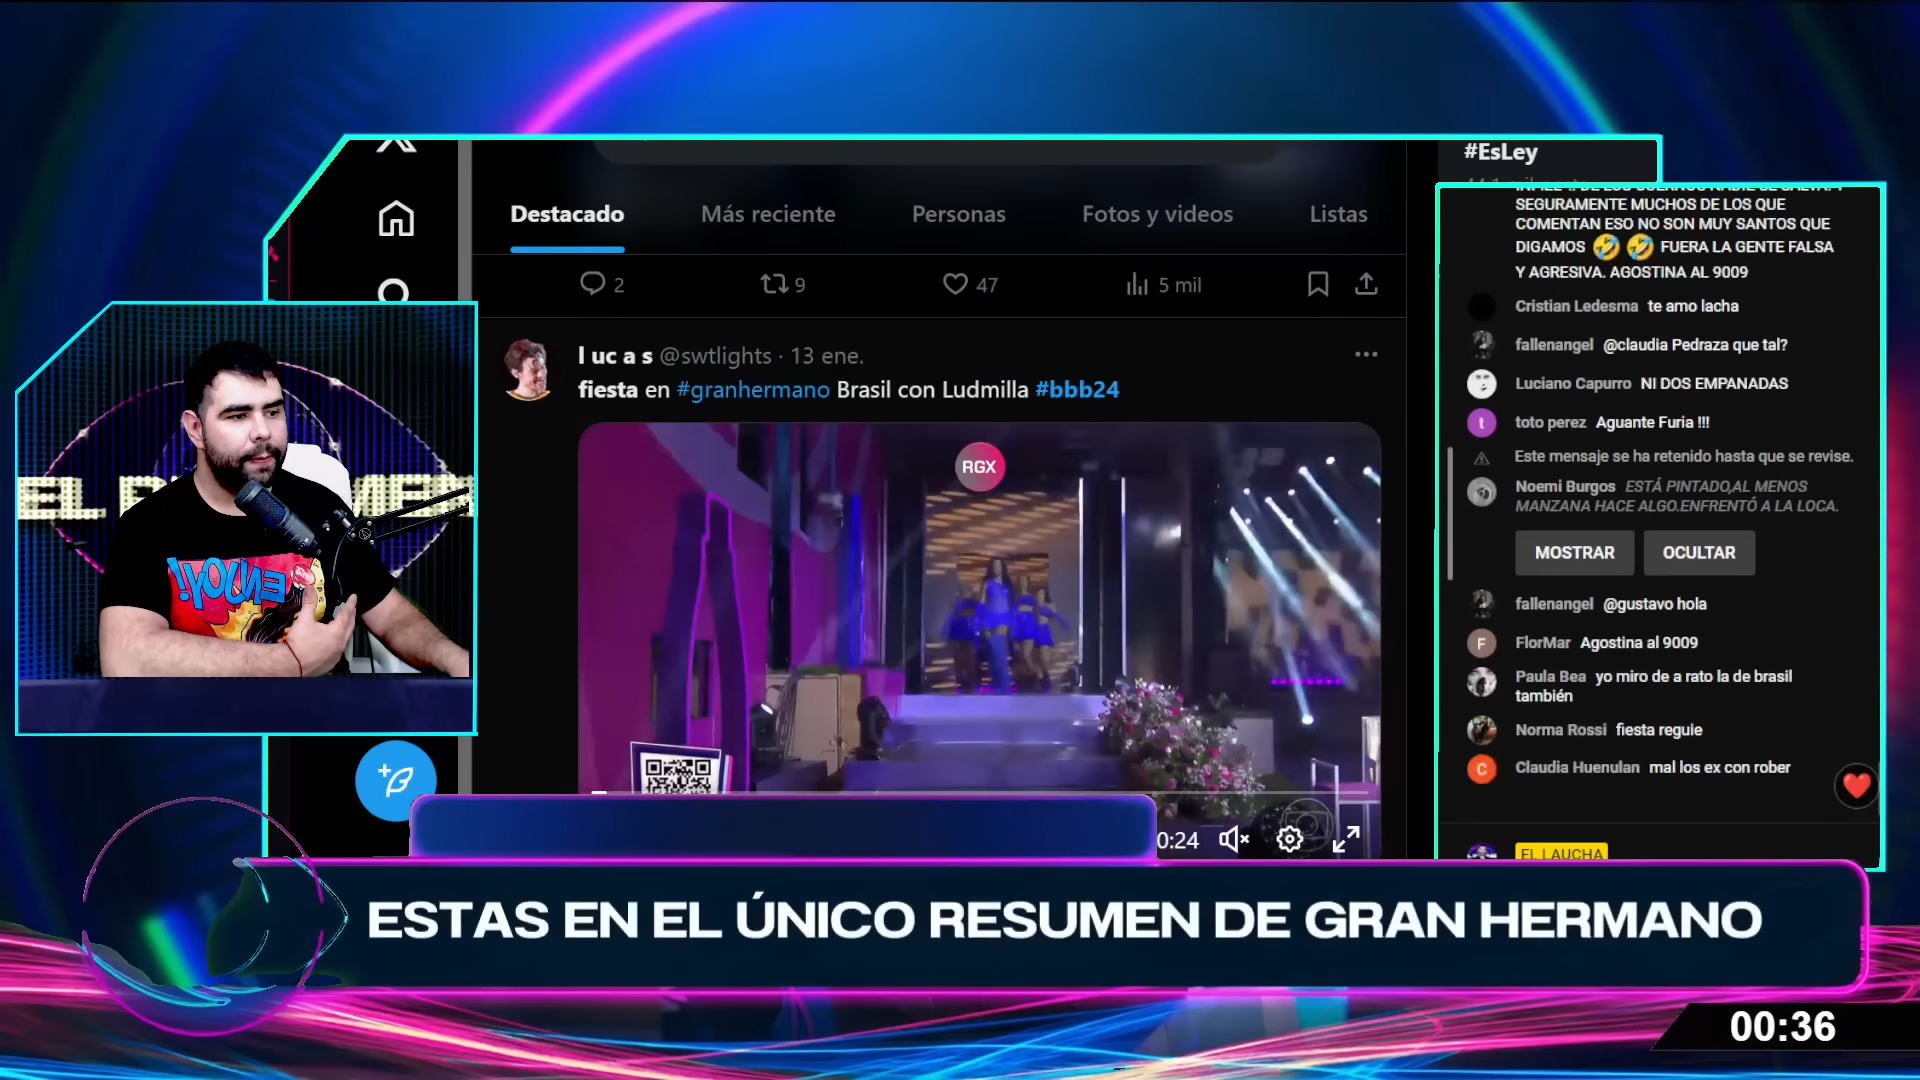 Destacado
Más reciente
Personas
Fotos y videos
Listas
2
9
47
5 mil
l uc a s @swtlights · 13 ene.
fiesta en #granhermano Brasil con Ludmilla #bbb24
RGX
0:24
ENJOY!
#EsLey
SEGURAMENTE MUCHOS DE LOS QUE
COMENTAN ESO NO SON MUY SANTOS QUE
DIGAMOS 🤣 🤣 FUERA LA GENTE FALSA
Y AGRESIVA. AGOSTINA AL 9009
Cristian Ledesma te amo lacha
fallenangel @claudia Pedraza que tal?
Luciano Capurro NI DOS EMPANADAS
t
toto perez Aguante Furia !!!
Este mensaje se ha retenido hasta que se revise.
Noemi Burgos ESTÁ PINTADO,AL MENOS
MANZANA HACE ALGO.ENFRENTÓ A LA LOCA.
MOSTRAR
OCULTAR
fallenangel @gustavo hola
F
FlorMar Agostina al 9009
Paula Bea yo miro de a rato la de brasil
también
Norma Rossi fiesta reguie
C
Claudia Huenulan mal los ex con rober
EL LAUCHA
ESTAS EN EL ÚNICO RESUMEN DE GRAN HERMANO
00:36